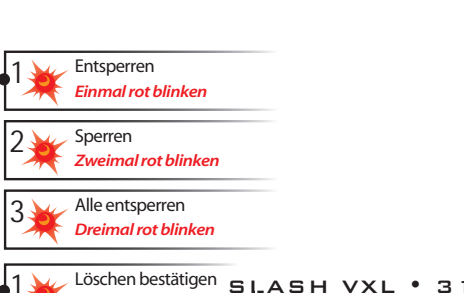 1 Entsperren
Einmal rot blinken
2 Sperren
Zweimal rot blinken
3 Alle entsperren
Dreimal rot blinken
1 Löschen bestätigen
SLASH VXL • 31